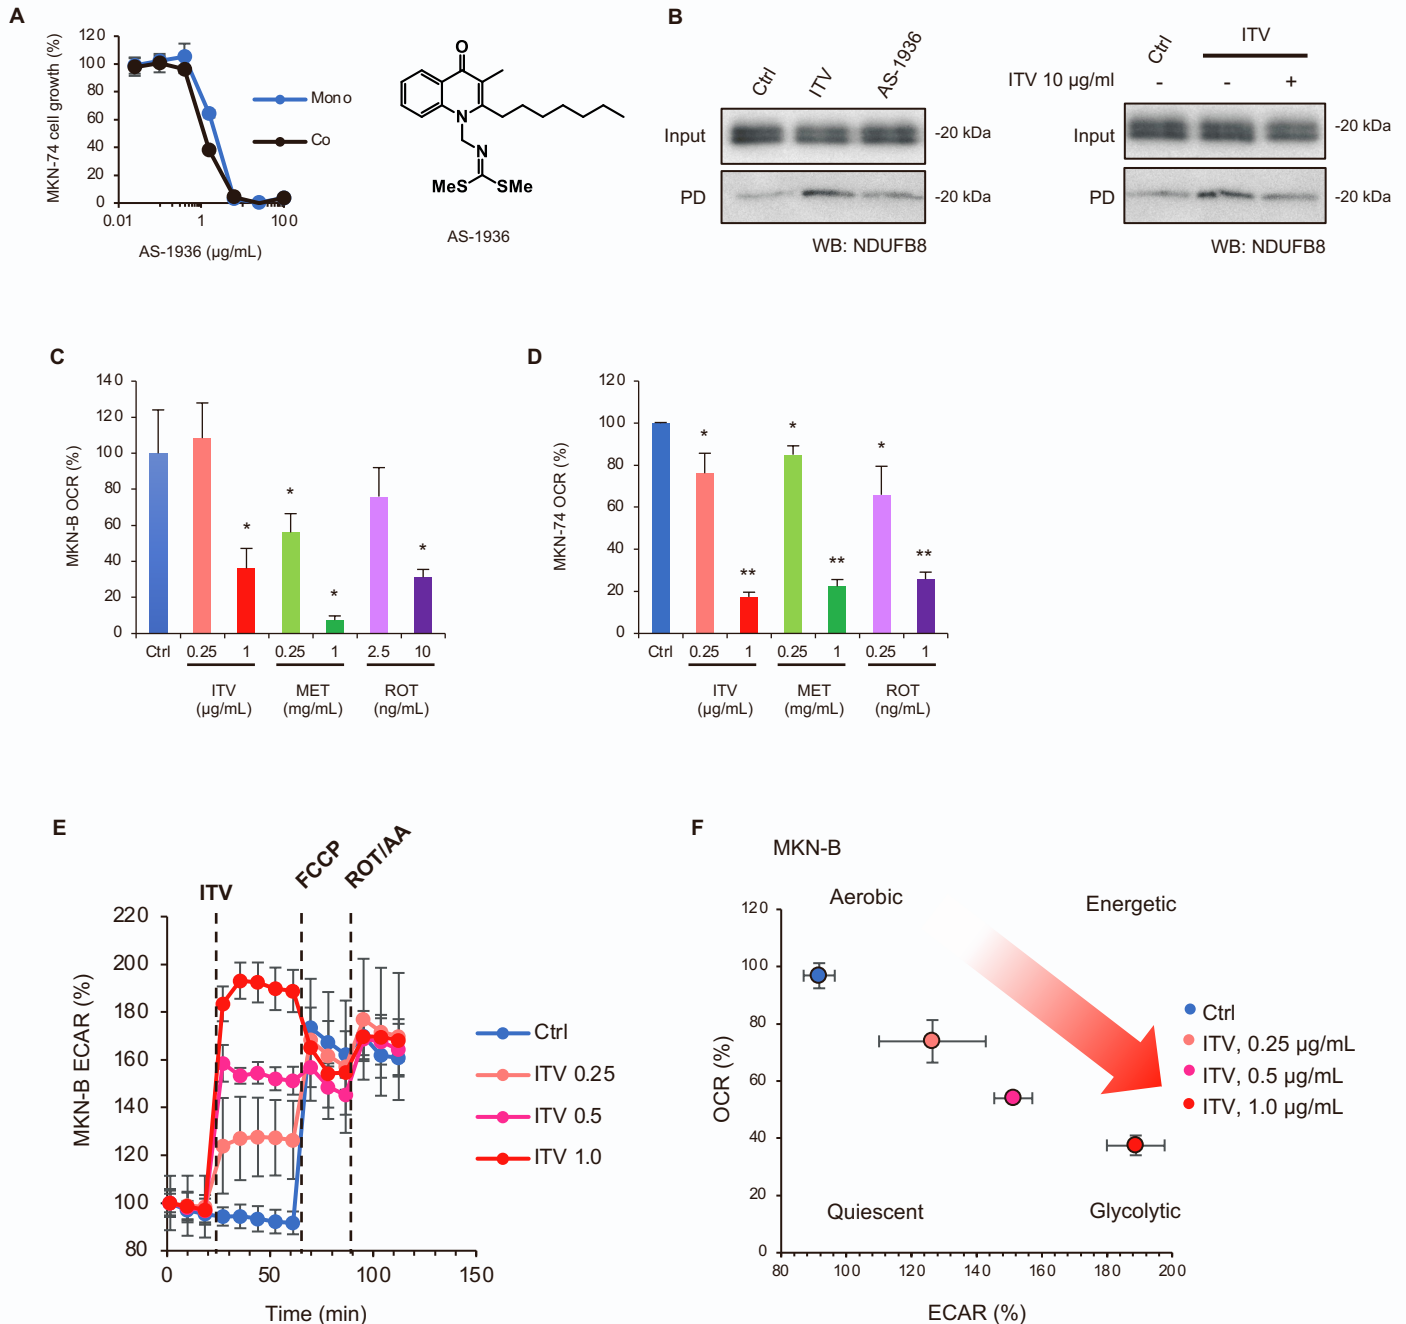 A
120
100
80
60
40
20
0
MKN-74 cell growth (%)
0.01
1
100
AS-1936 (µg/mL)
Mono
Co
O
N
N
MeS
SMe
AS-1936
B
Ctrl
ITV
AS-1936
Input
-20 kDa
PD
-20 kDa
WB: NDUFB8
Ctrl
ITV
ITV 10 µg/ml
-
-
+
Input
-20 kDa
PD
-20 kDa
WB: NDUFB8
C
140
120
100
80
60
40
20
0
MKN-B OCR (%)
*
*
*
*
Ctrl
0.25
1
0.25
1
2.5
10
ITV
(µg/mL)
MET
(mg/mL)
ROT
(ng/mL)
D
120
100
80
60
40
20
0
MKN-74 OCR (%)
*
**
*
**
*
**
Ctrl
0.25
1
0.25
1
0.25
1
ITV
(µg/mL)
MET
(mg/mL)
ROT
(ng/mL)
E
ITV
FCCP
ROT/AA
220
200
180
160
140
120
100
80
MKN-B ECAR (%)
0
50
100
150
Time (min)
Ctrl
ITV 0.25
ITV 0.5
ITV 1.0
F
MKN-B
Aerobic
Energetic
120
100
80
60
40
20
0
OCR (%)
Quiescent
Glycolytic
80
100
120
140
160
180
200
ECAR (%)
Ctrl
ITV, 0.25 µg/mL
ITV, 0.5 µg/mL
ITV, 1.0 µg/mL